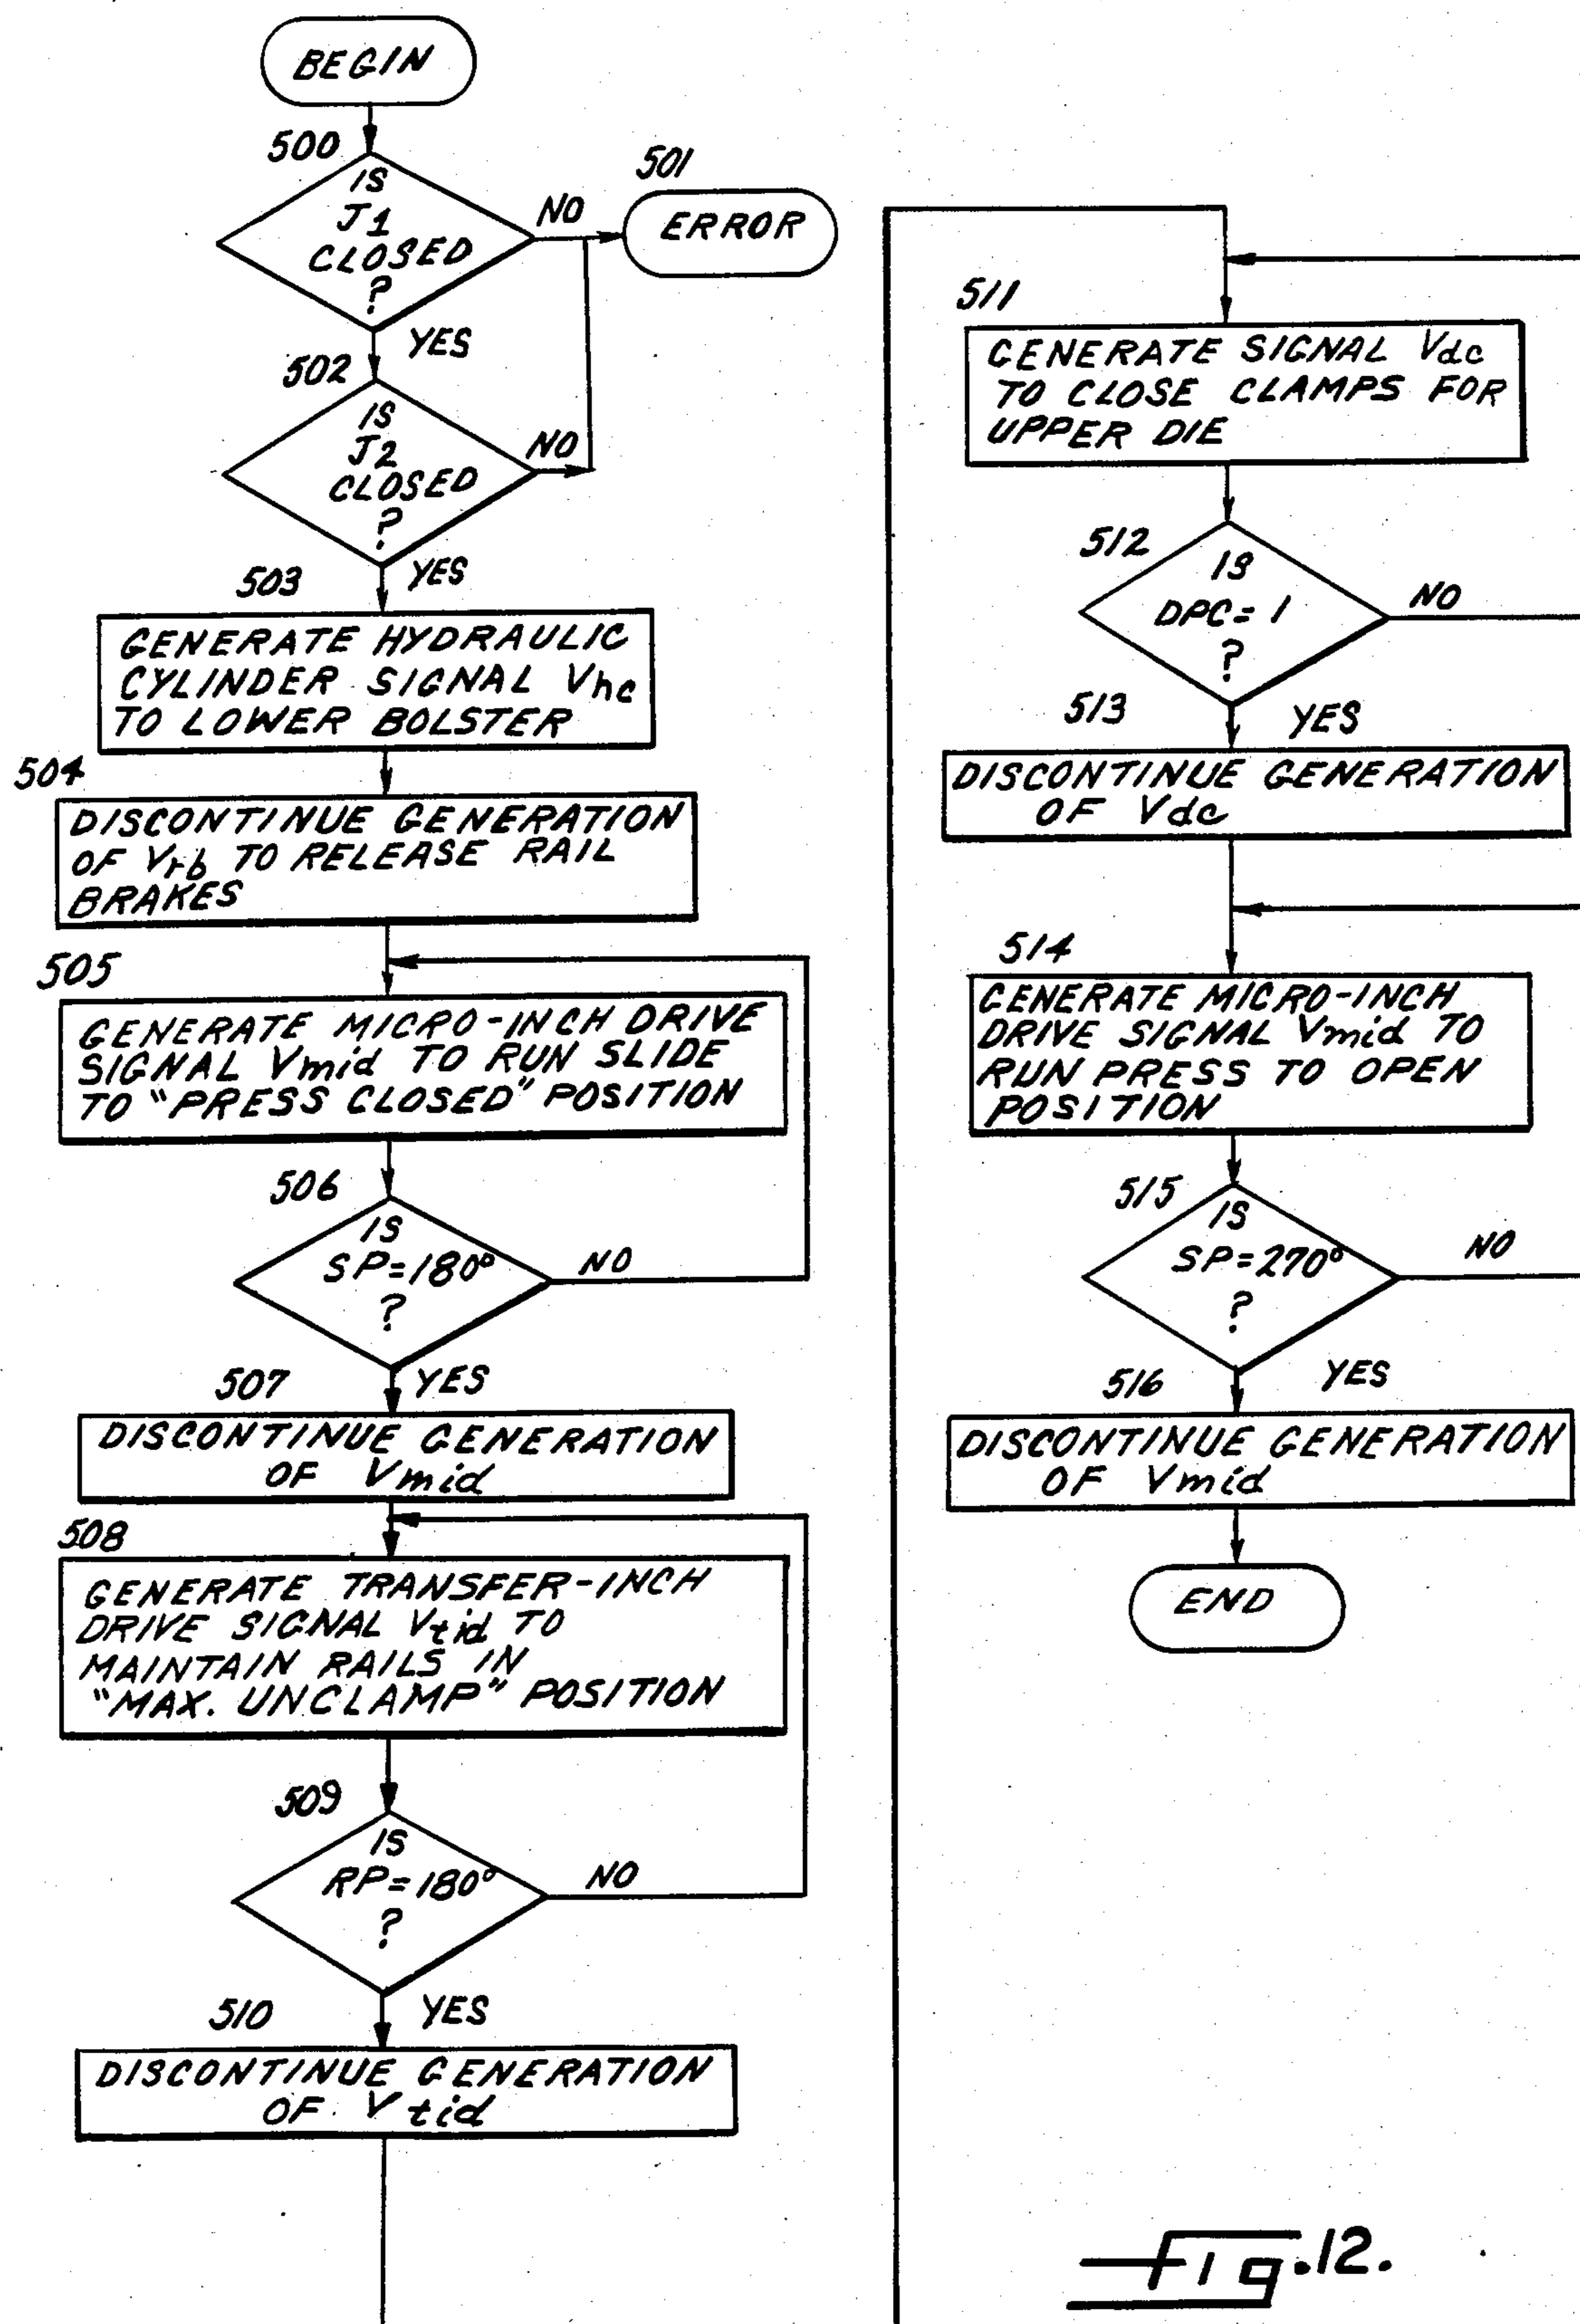 BEGIN
500
IS
J1
CLOSED
?
NO
501
ERROR
YES
502
IS
J2
CLOSED
?
NO
YES
503
GENERATE HYDRAULIC
CYLINDER SIGNAL Vhc
TO LOWER BOLSTER
504
DISCONTINUE GENERATION
OF Vrb TO RELEASE RAIL
BRAKES
505
GENERATE MICRO-INCH DRIVE
SIGNAL Vmid TO RUN SLIDE
TO "PRESS CLOSED" POSITION
506
IS
SP=180°
?
NO
YES
507
DISCONTINUE GENERATION
OF Vmid
508
GENERATE TRANSFER-INCH
DRIVE SIGNAL Vtid TO
MAINTAIN RAILS IN
"MAX. UNCLAMP" POSITION
509
IS
RP=180°
?
NO
YES
510
DISCONTINUE GENERATION
OF Vtid
511
GENERATE SIGNAL Vdc
TO CLOSE CLAMPS FOR
UPPER DIE
512
IS
DPC=1
?
NO
YES
513
DISCONTINUE GENERATION
OF Vdc
514
GENERATE MICRO-INCH
DRIVE SIGNAL Vmid TO
RUN PRESS TO OPEN
POSITION
515
IS
SP=270°
?
NO
YES
516
DISCONTINUE GENERATION
OF Vmid
END
Fig.12.